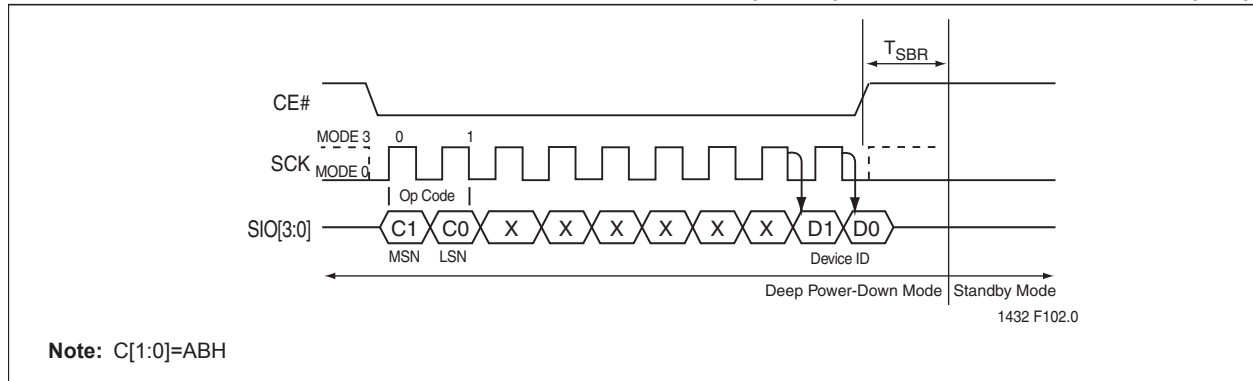 TSBR
CE#
MODE 3 0 1
SCK
MODE 0
Op Code
SIO[3:0] C1 C0 X X X X X X D1 D0
MSN LSN Device ID
Deep Power-Down Mode Standby Mode
1432 F102.0
Note: C[1:0]=ABH